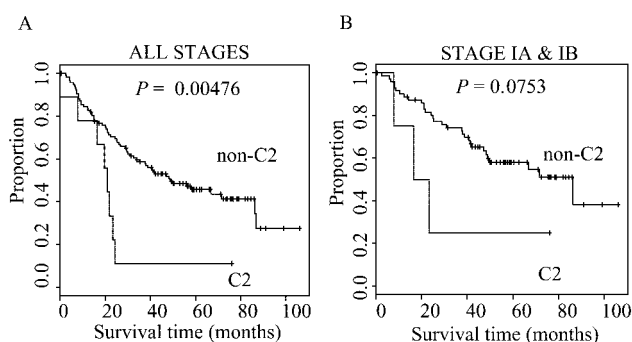 A
ALL STAGES
P = 0.00476
non-C2
C2
Proportion
0.0 0.2 0.4 0.6 0.8 1.0
0 20 40 60 80 100
Survival time (months)
B
STAGE IA & IB
P = 0.0753
non-C2
C2
Proportion
0.0 0.2 0.4 0.6 0.8 1.0
0 20 40 60 80 100
Survival time (months)